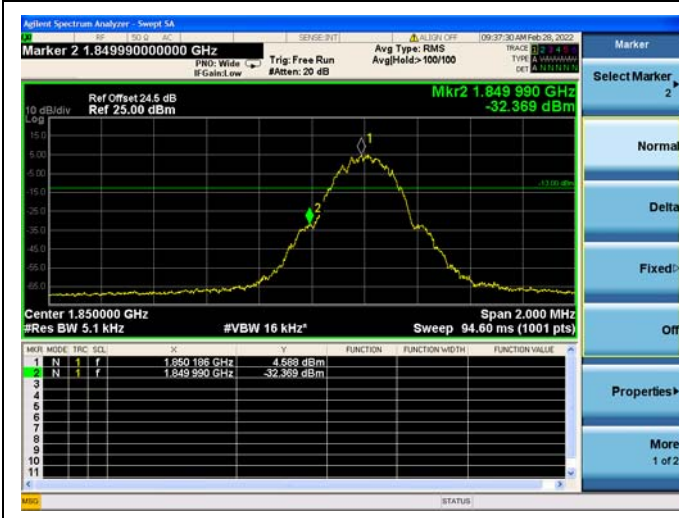 Agilent Spectrum Analyzer - Swept SA
RF 50 Ω AC SENSE:INT ALIGN OFF 09:37:30 AM Feb 28, 2022
Marker 2 1.849990000000 GHz
PNO: Wide
IFGain:Low
Trig: Free Run
#Atten: 20 dB
Avg Type: RMS
Avg|Hold:>100/100
TRACE 1 2 3 4 5 6
TYPE A WWWWW
DET A N N N N N
Ref Offset 24.5 dB
10 dB/div Ref 25.00 dBm
Log
Mkr2 1.849 990 GHz
-32.369 dBm
15.0
5.00
-5.00
-15.0
-25.0
-35.0
-45.0
-55.0
-65.0
1
2
-13.00 dBm
Center 1.850000 GHz Span 2.000 MHz
#Res BW 5.1 kHz #VBW 16 kHz* Sweep 94.60 ms (1001 pts)
MKR MODE TRC SCL X Y FUNCTION FUNCTION WIDTH FUNCTION VALUE
1 N 1 f 1.850 186 GHz 4.588 dBm
2 N 1 f 1.849 990 GHz -32.369 dBm
3
4
5
6
7
8
9
10
11
MSG STATUS
Marker
Select Marker
2
Normal
Delta
Fixed
Off
Properties
More
1 of 2